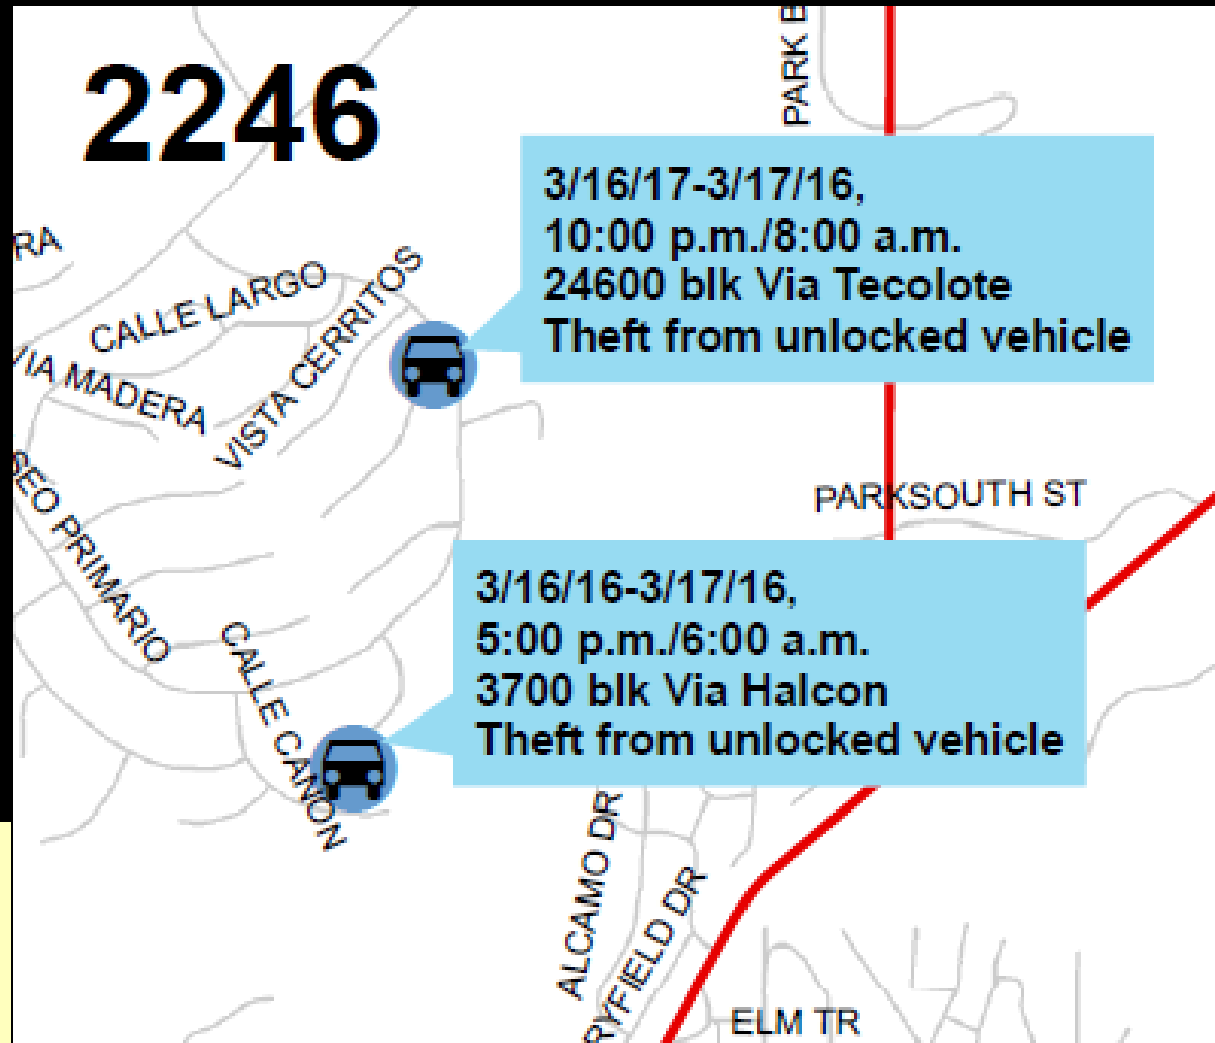 2246
PARK B
3/16/17-3/17/16,
10:00 p.m./8:00 a.m.
24600 blk Via Tecolote
Theft from unlocked vehicle
RA
CALLE LARGO
VISTA CERRITOS
VIA MADERA
SEO PRIMARIO
PARKSOUTH ST
3/16/16-3/17/16,
5:00 p.m./6:00 a.m.
3700 blk Via Halcon
Theft from unlocked vehicle
CALLE CANON
ALCAMO DR
RYFIELD DR
ELM TR